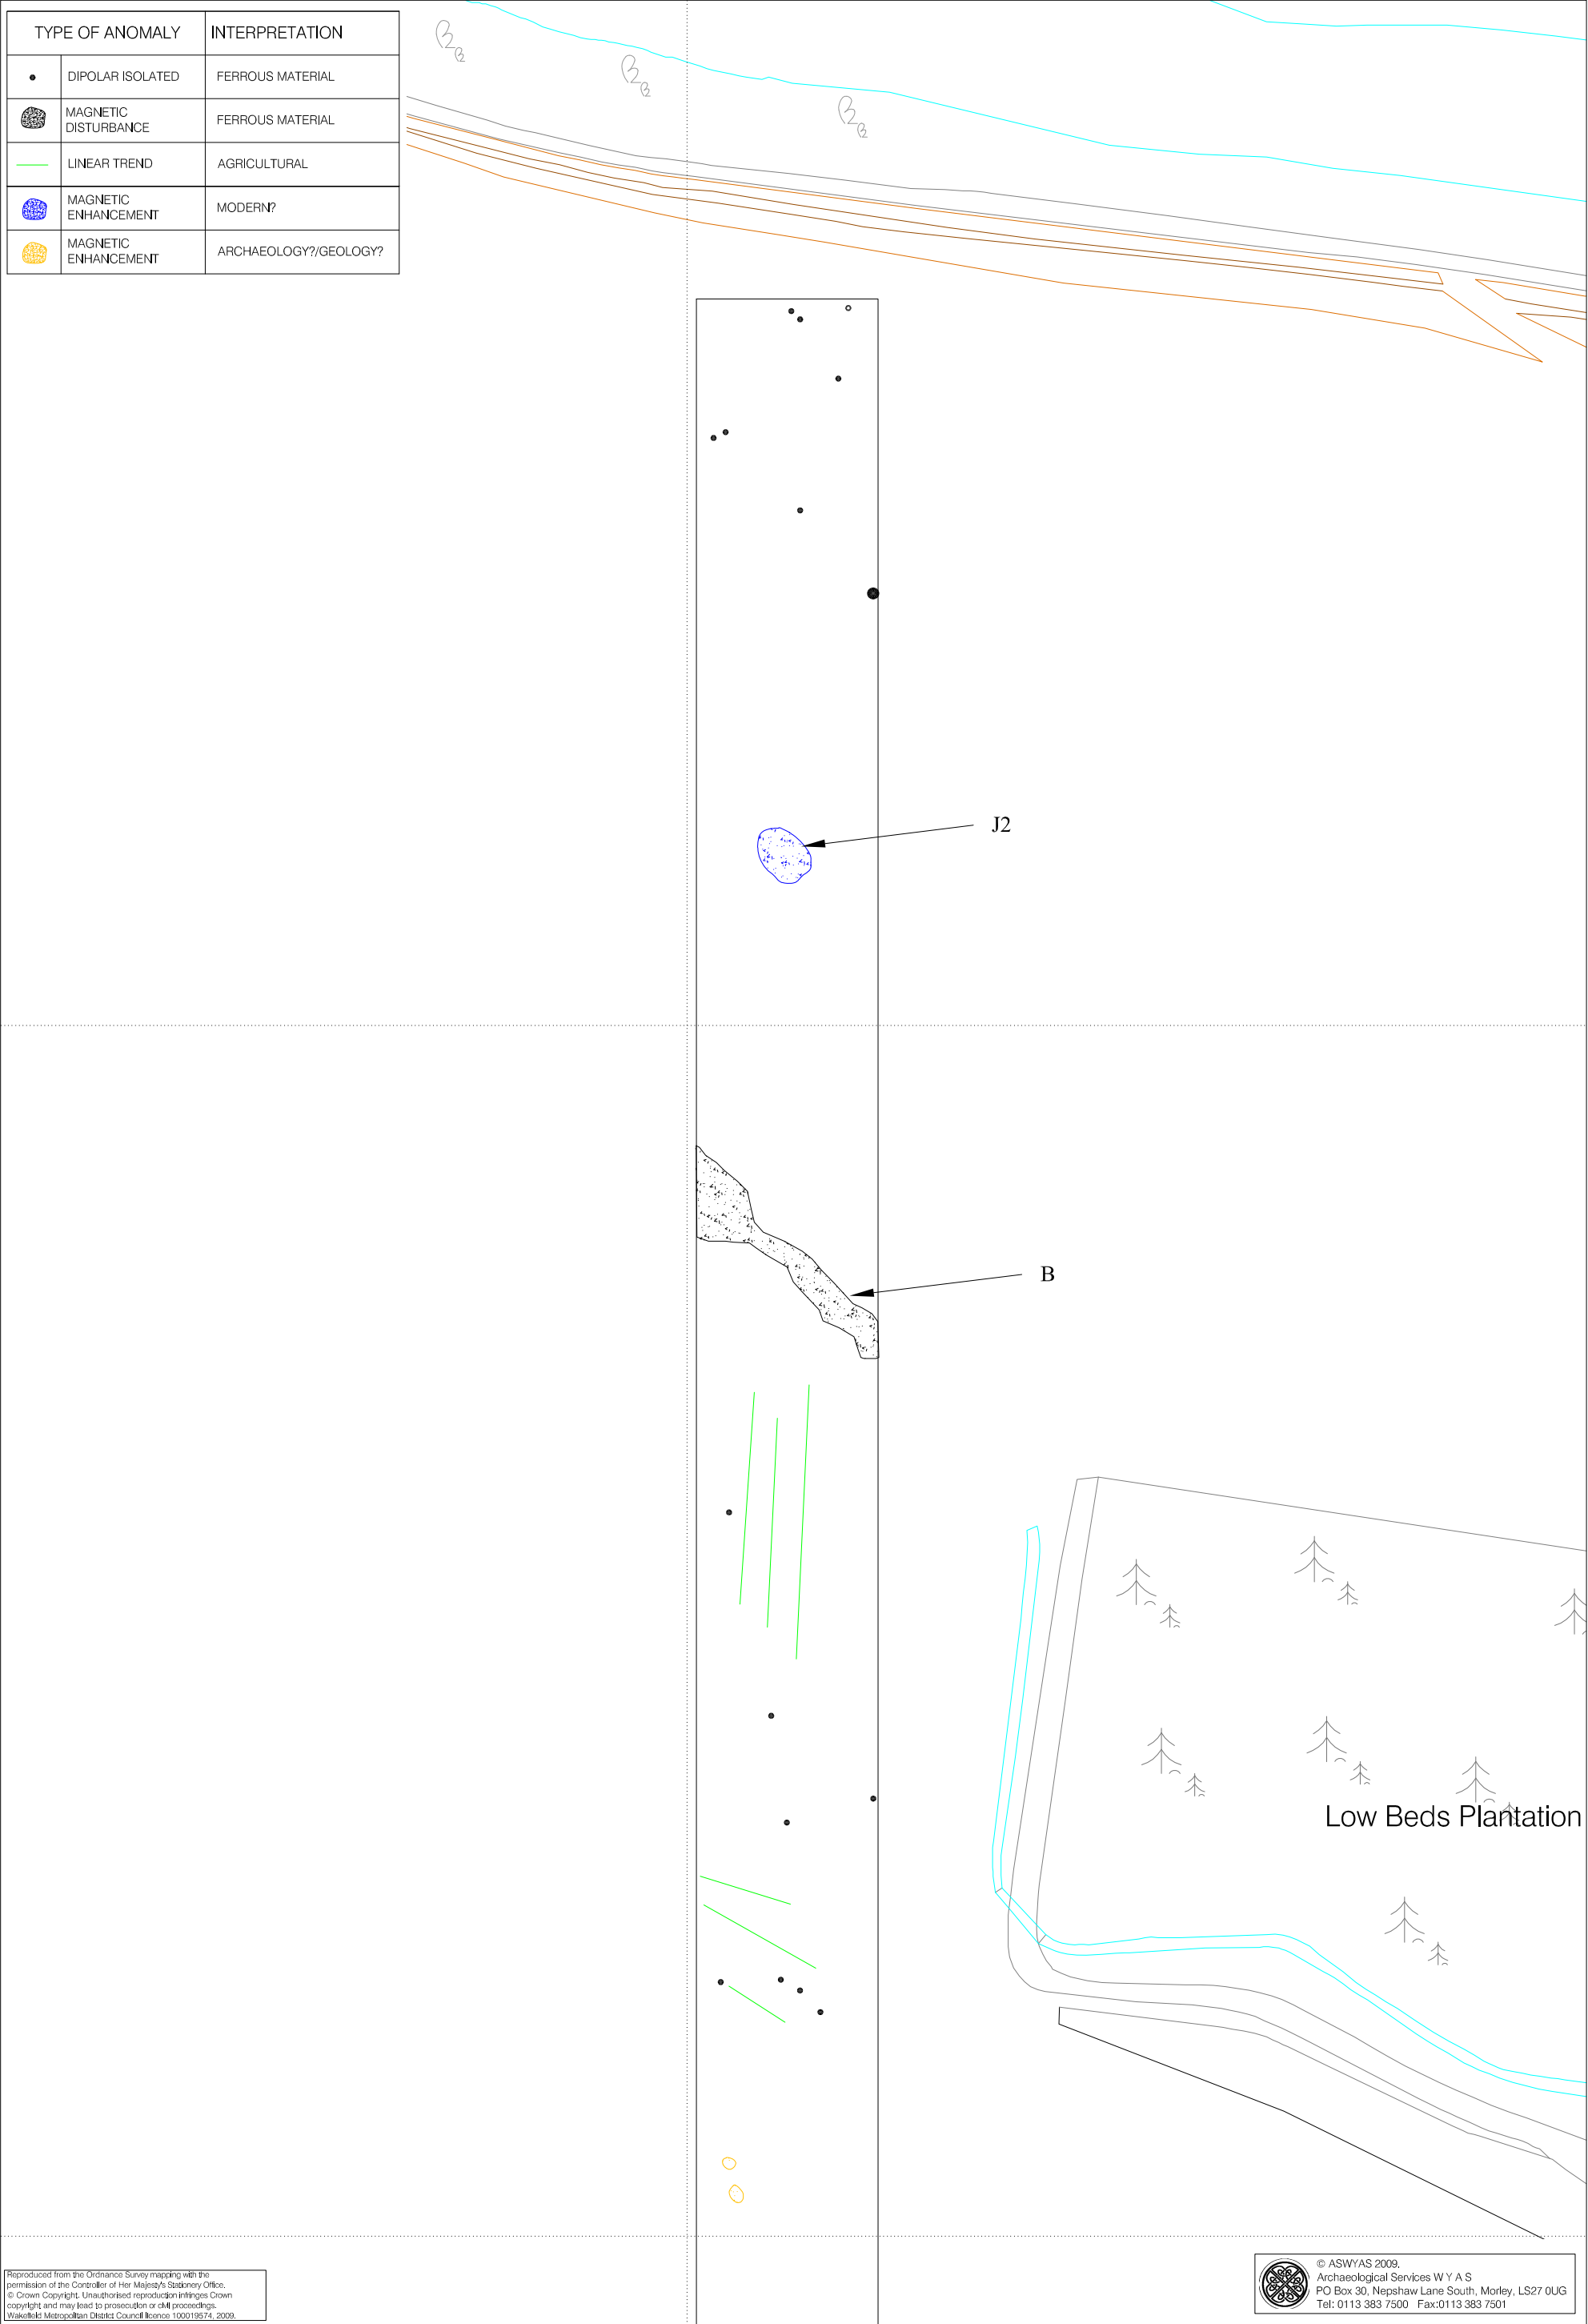 TYPE OF ANOMALY INTERPRETATION
DIPOLAR ISOLATED FERROUS MATERIAL
MAGNETIC
DISTURBANCE
FERROUS MATERIAL
LINEAR TREND AGRICULTURAL
MAGNETIC
ENHANCEMENT
MODERN?
MAGNETIC
ENHANCEMENT
ARCHAEOLOGY?/GEOLOGY?
J2
B
Low Beds Plantation
Reproduced from the Ordnance Survey mapping with the
permission of the Controller of Her Majesty's Stationery Office.
© Crown Copyright. Unauthorised reproduction infringes Crown
copyright and may lead to prosecution or civil proceedings.
Wakefield Metropolitan District Council licence 100019574, 2009.
© ASWYAS 2009.
Archaeological Services W Y A S
PO Box 30, Nepshaw Lane South, Morley, LS27 0UG
Tel: 0113 383 7500 Fax:0113 383 7501